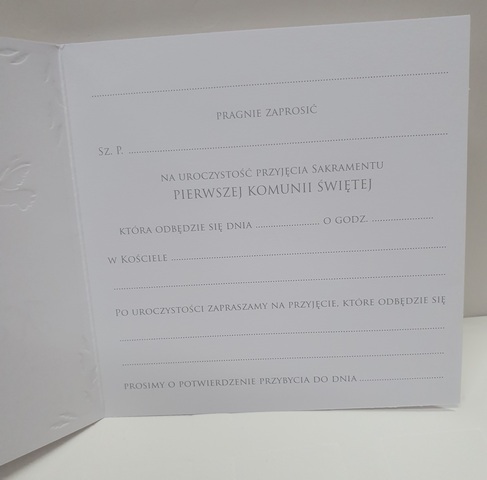 ................................................................
PRAGNIE ZAPROSIĆ
SZ. P. ................................................................
NA UROCZYSTOŚĆ PRZYJĘCIA SAKRAMENTU
PIERWSZEJ KOMUNII ŚWIĘTEJ
KTÓRA ODBĘDZIE SIĘ DNIA .................... O GODZ. ....................
W KOŚCIELE ................................................................
................................................................
PO UROCZYSTOŚCI ZAPRASZAMY NA PRZYJĘCIE, KTÓRE ODBĘDZIE SIĘ
................................................................
................................................................
PROSIMY O POTWIERDZENIE PRZYBYCIA DO DNIA ....................